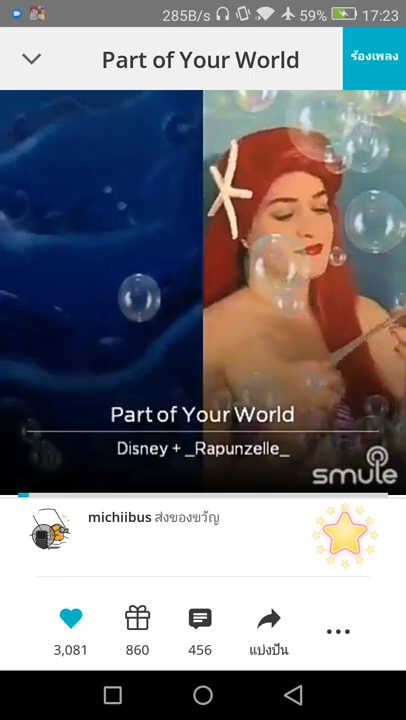 285B/s 59% 17:23
Part of Your World
ร้องเพลง
Part of Your World
Disney + _Rapunzelle_
smule
michiibus ส่งของขวัญ
3,081 860 456 แบ่งปัน